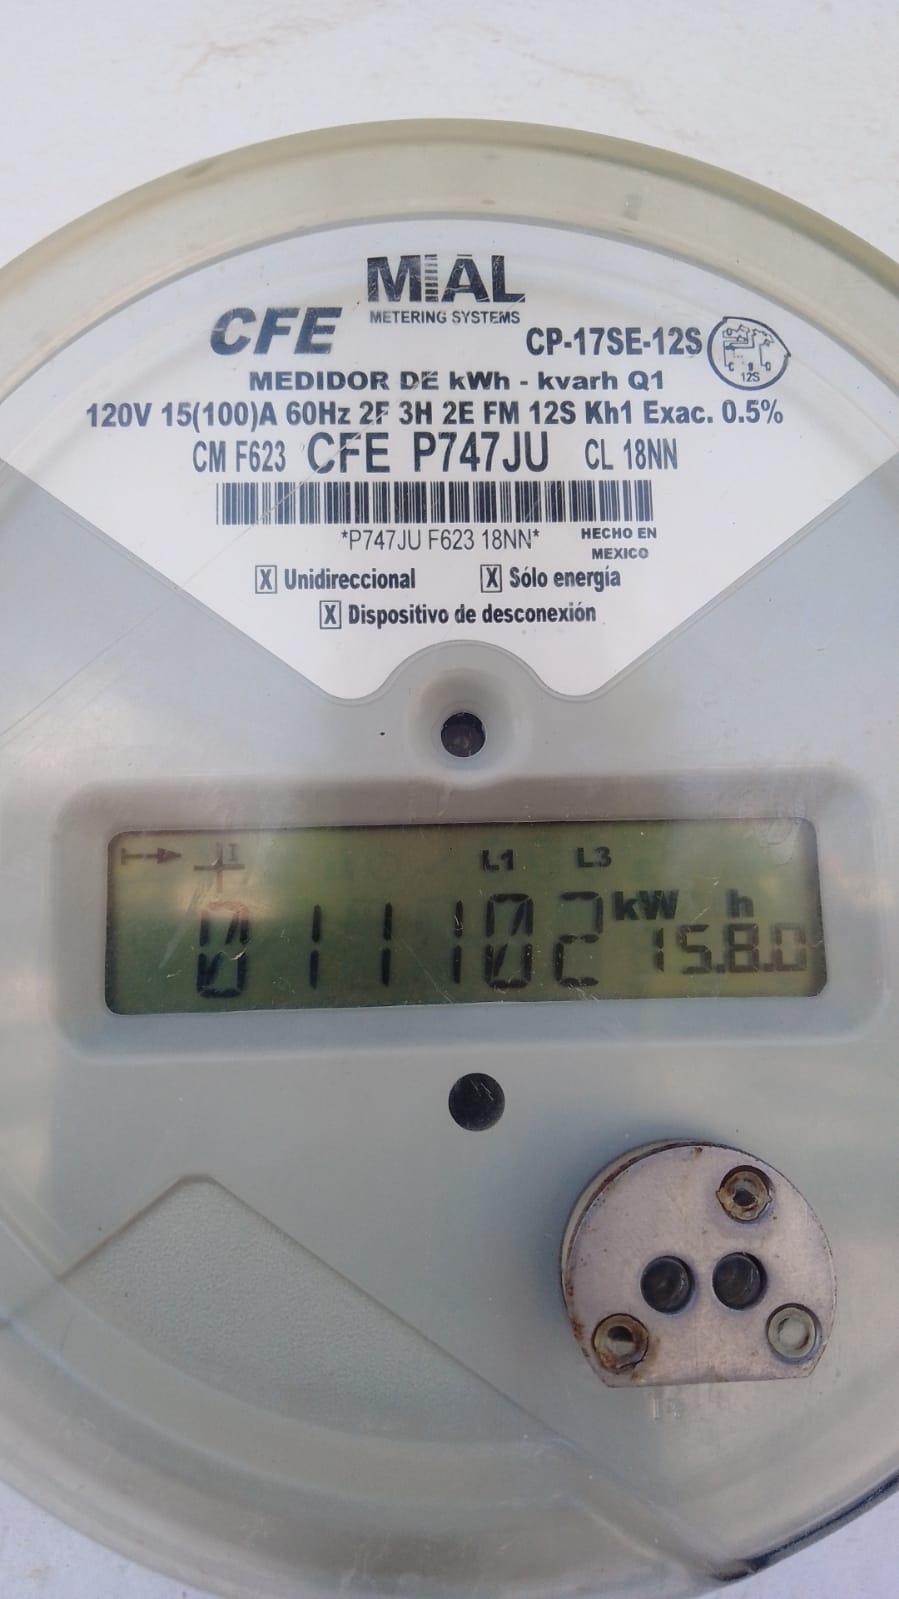 MIAL
METERING SYSTEMS
CFE
CP-17SE-12S
12S
MEDIDOR DE kWh - kvarh Q1
120V 15(100)A 60Hz 2F 3H 2E FM 12S Kh1 Exac. 0.5%
CM F623 CFE P747JU CL 18NN
*P747JU F623 18NN*
HECHO EN
MEXICO
X Unidireccional X Sólo energía
X Dispositivo de desconexión
L1 L3
011102 kW h 15.8.0